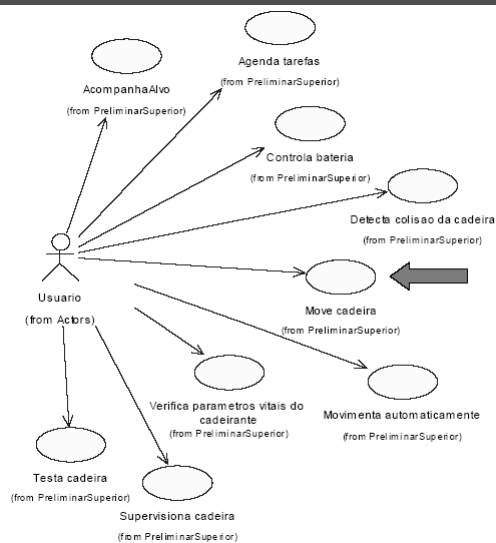 Agenda tarefas
(from PreliminarSuperior)
AcompanhaAlvo
(from PreliminarSuperior)
Controla bateria
(from PreliminarSuperior)
Detecta colisao da cadeira
(from PreliminarSuperior)
Usuario
(from Actors)
Move cadeira
(from PreliminarSuperior)
Verifica parametros vitais do
cadeirante
(from PreliminarSuperior)
Movimenta automaticamente
(from PreliminarSuperior)
Testa cadeira
(from PreliminarSuperior)
Supervisiona cadeira
(from PreliminarSuperior)